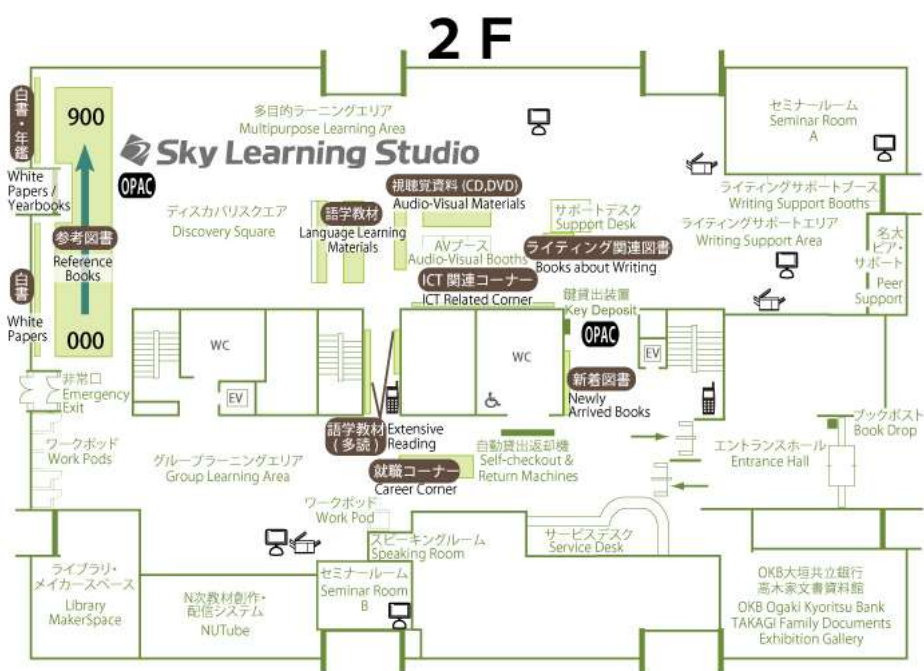 2 F
多目的ラーニングエリア
Multipurpose Learning Area
Sky Learning Studio
セミナールーム
Seminar Room
A
白書・年鑑
White
Papers /
Yearbooks
900
参考図書
Reference
Books
000
白書
White
Papers
OPAC
ディスカバリスクエア
Discovery Square
語学教材
Language Learning
Materials
視聴覚資料 (CD,DVD)
Audio-Visual Materials
AVブース
Audio-Visual Booths
サポートデスク
Support Desk
ライティング関連図書
Books about Writing
ICT 関連コーナー
ICT Related Corner
ライティングサポートブース
Writing Support Booths
ライティングサポートエリア
Writing Support Area
名大
ピア・
サポート
Peer
Support
鍵貸出装置
Key Deposit
OPAC
WC
EV
WC
EV
新着図書
Newly
Arrived Books
非常口
Emergency
Exit
ワークポッド
Work Pods
グループラーニングエリア
Group Learning Area
語学教材
(多読)
Extensive
Reading
就職コーナー
Career Corner
自動貸出返却機
Self-checkout &
Return Machines
エントランスホール
Entrance Hall
ブックポスト
Book Drop
ワークポッド
Work Pod
スピーキングルーム
Speaking Room
サービスデスク
Service Desk
ライブラリ・
メイカースペース
Library
MakerSpace
N次教材創作・
配信システム
NUTube
セミナールーム
Seminar Room
B
OKB大垣共立銀行
高木家文書資料館
OKB Ogaki Kyoritsu Bank
TAKAGI Family Documents
Exhibition Gallery